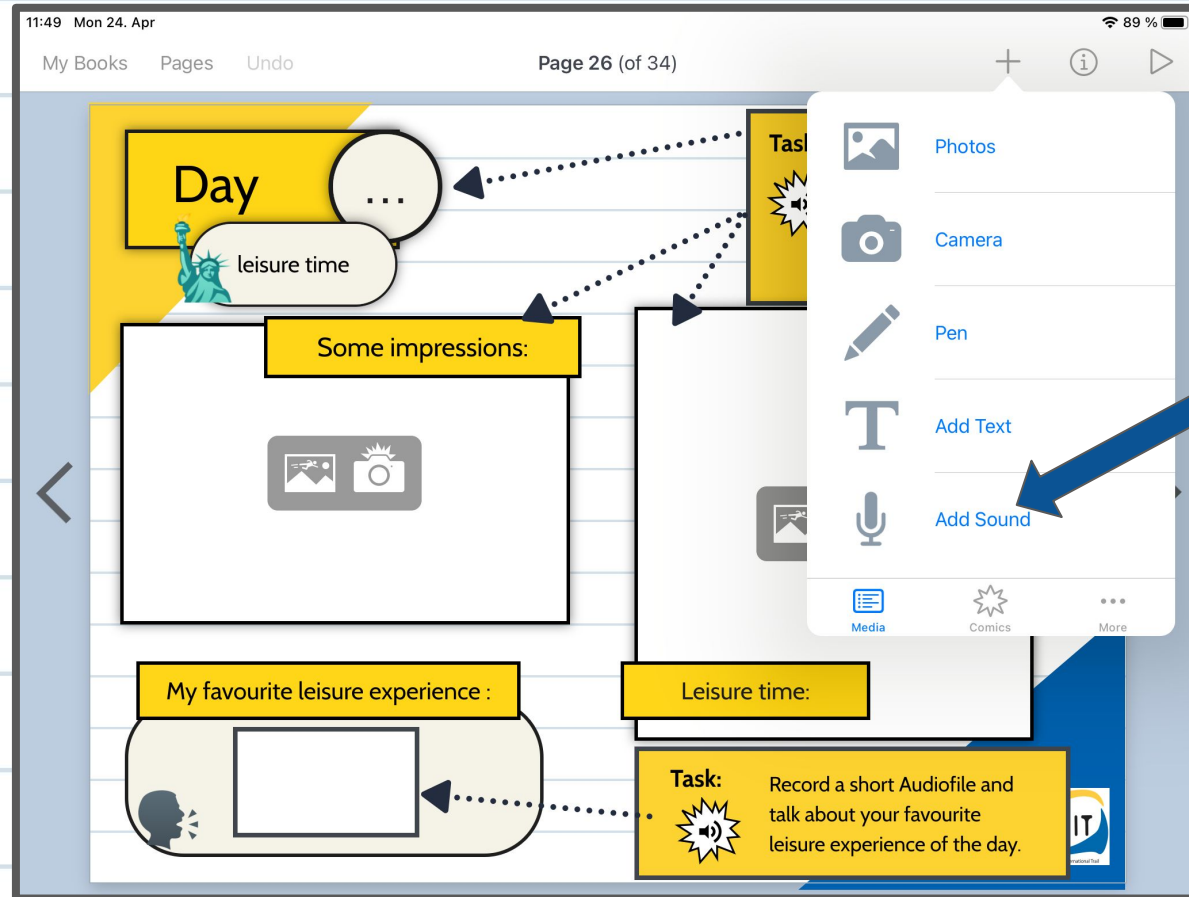 11:49 Mon 24. Apr
89 %
My Books Pages Undo
Page 26 (of 34)
Day
...
leisure time
Some impressions:
My favourite leisure experience :
Leisure time:
Task:
Record a short Audiofile and
talk about your favourite
leisure experience of the day.
IT
Photos
Camera
Pen
Add Text
Add Sound
Media
Comics
More